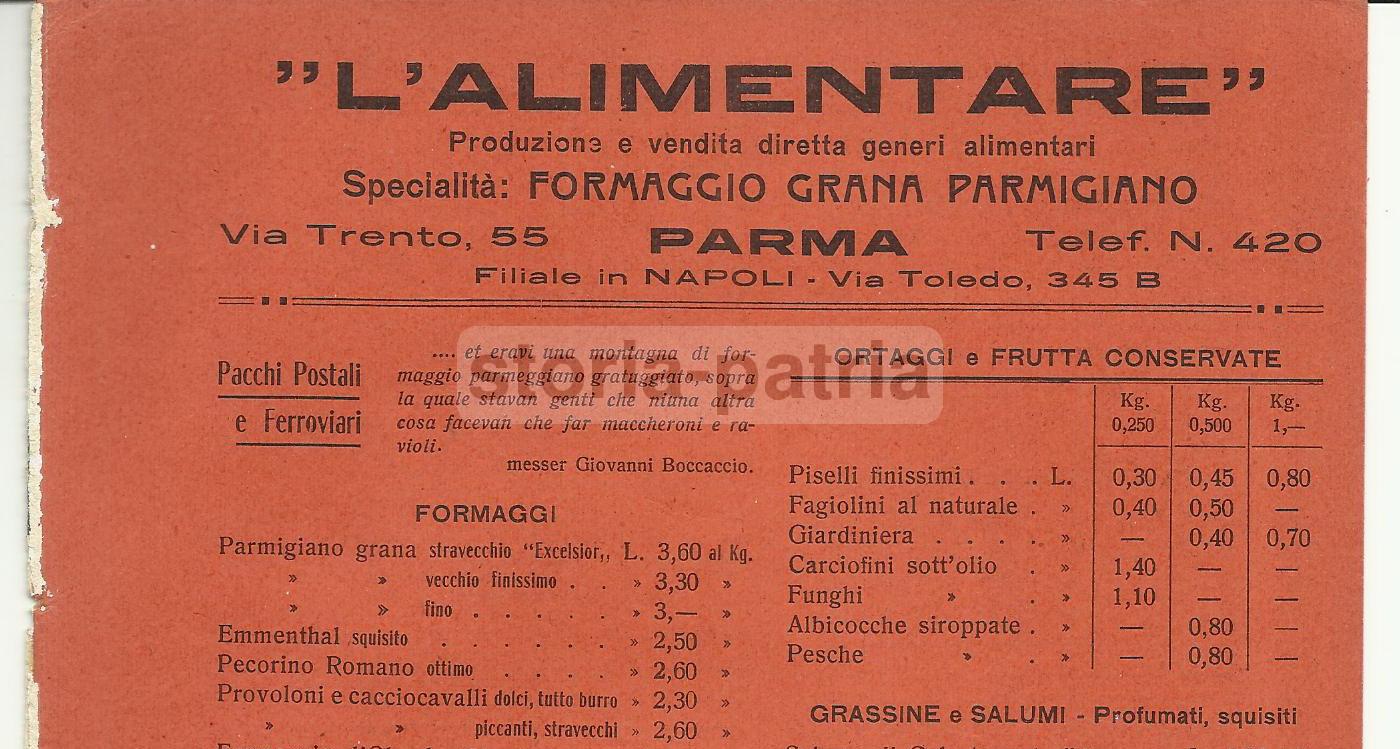 "L'ALIMENTARE"
Produzione e vendita diretta generi alimentari
Specialità: FORMAGGIO GRANA PARMIGIANO
Via Trento, 55 PARMA Telef. N. 420
Filiale in NAPOLI - Via Toledo, 345 B
Pacchi Postali
e Ferroviari
.... et eravi una montagna di for-
maggio parmeggiano gratuggiato, sopra
la quale stavan genti che niuna altra
cosa facevan che far maccheroni e ra-
violi.
messer Giovanni Boccaccio.
FORMAGGI
Parmigiano grana stravecchio "Excelsior„ L. 3,60 al Kg.
» » vecchio finissimo . . » 3,30 »
» » fino . . . . . » 3,— »
Emmenthal squisito . . . . . . » 2,50 »
Pecorino Romano ottimo . . . . » 2,60 »
Provoloni e cacciocavalli dolci, tutto burro » 2,30 »
» » piccanti, stravecchi » 2,60 »
ORTAGGI e FRUTTA CONSERVATE
Kg. Kg. Kg.
0,250 0,500 1,—
Piselli finissimi . . . L. 0,30 0,45 0,80
Fagiolini al naturale . » 0,40 0,50 —
Giardiniera . . . . » — 0,40 0,70
Carciofini sott'olio . » 1,40 — —
Funghi » . » 1,10 — —
Albicocche siroppate . » — 0,80 —
Pesche » . » — 0,80 —
GRASSINE e SALUMI - Profumati, squisiti
storia-patria